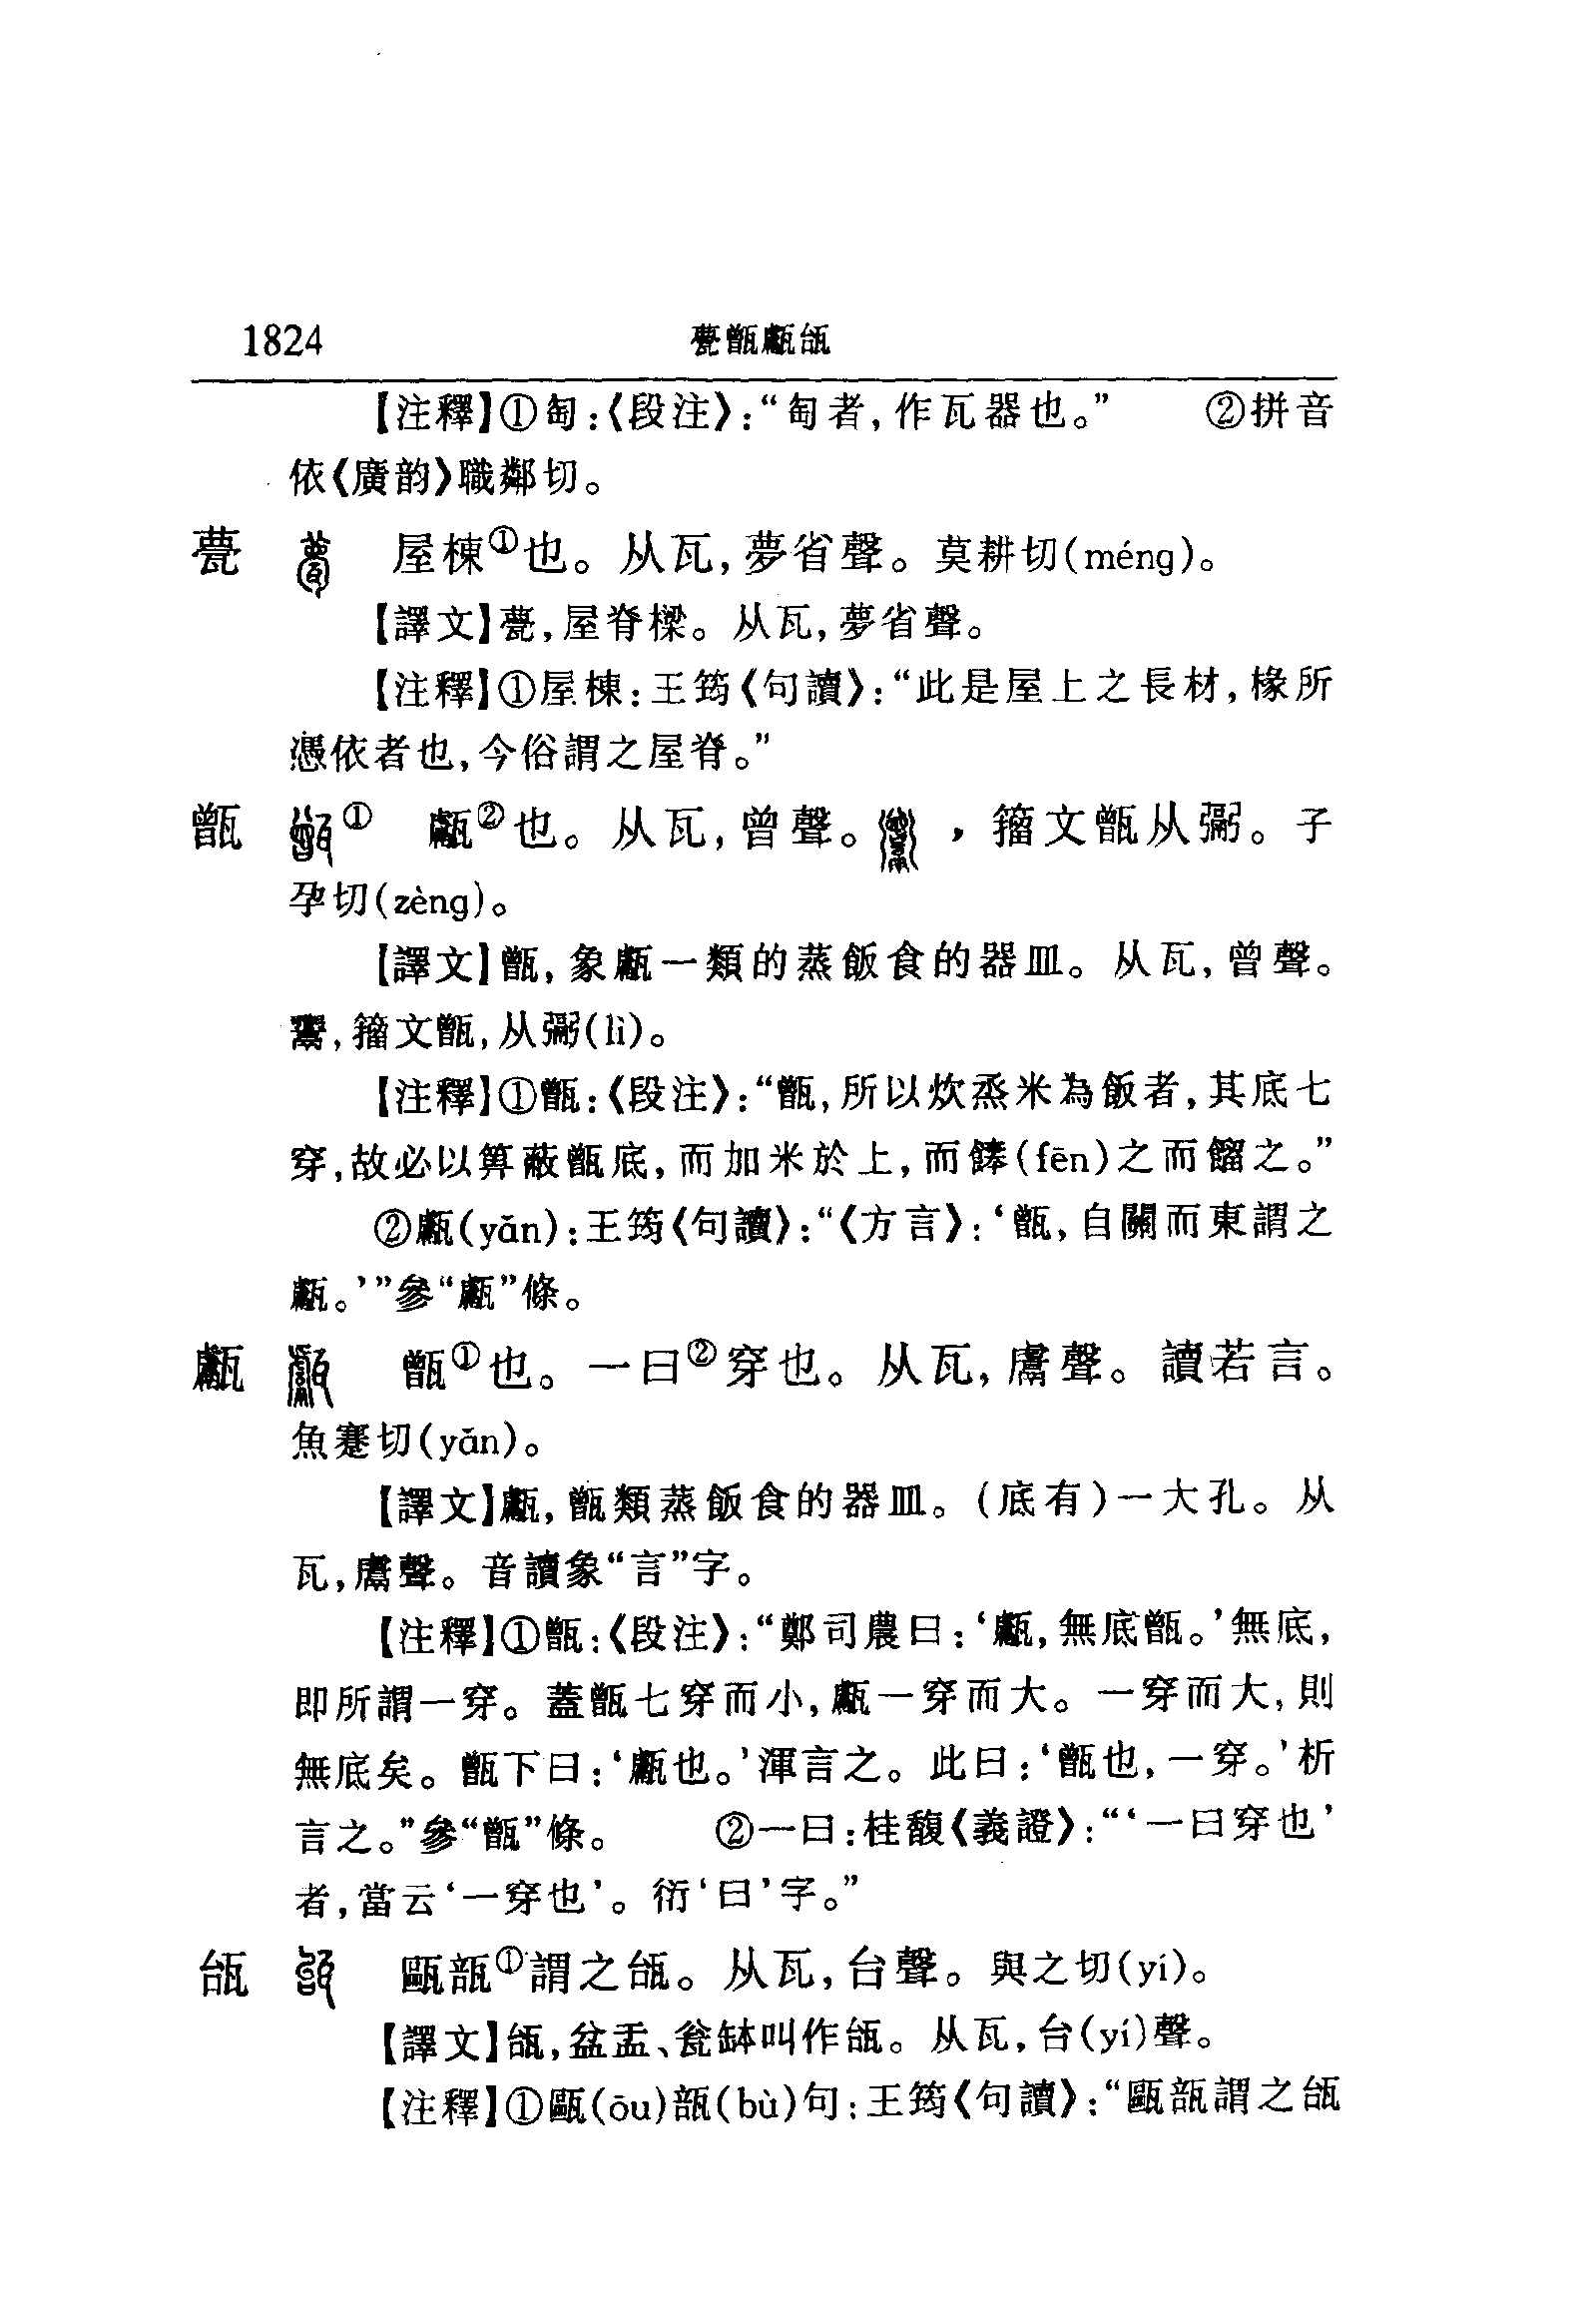 1824 甍甑甗瓵
【注釋】①匋:《段注》:“匋者,作瓦器也。” ②拼音
依《廣韵》職鄰切。
甍 屋棟①也。从瓦,夢省聲。莫耕切(méng)。
【譯文】甍,屋脊樑。从瓦,夢省聲。
【注釋】①屋棟:王筠《句讀》:“此是屋上之長材,椽所
憑依者也,今俗謂之屋脊。”
甑 ① 甗②也。从瓦,曾聲。 ,籀文甑从䰜。子
孕切(zèng)。
【譯文】甑,象甗一類的蒸飯食的器皿。从瓦,曾聲。
,籀文甑,从䰜(lì)。
【注釋】①甑:《段注》:“甑,所以炊烝米為飯者,其底七
穿,故必以箅蔽甑底,而加米於上,而餴(fēn)之而餾之。”
②甗(yǎn):王筠《句讀》:“《方言》:‘甑,自關而東謂之
甗。’”參“甗”條。
甗 甑①也。一曰②穿也。从瓦,鬳聲。讀若言。
魚蹇切(yǎn)。
【譯文】甗,甑類蒸飯食的器皿。(底有)一大孔。从
瓦,鬳聲。音讀象“言”字。
【注釋】①甑:《段注》:“鄭司農曰:‘甗,無底甑。’無底,
即所謂一穿。蓋甑七穿而小,甗一穿而大。一穿而大,則
無底矣。甑下曰:‘甗也。’渾言之。此曰:‘甑也,一穿。’析
言之。”參“甑”條。 ②一曰:桂馥《義證》:“‘一曰穿也’
者,當云‘一穿也’。衍‘曰’字。”
瓵 甌瓿①謂之瓵。从瓦,台聲。與之切(yí)。
【譯文】瓵,盆盂、瓮缽叫作瓵。从瓦,台(yí)聲。
【注釋】①甌(ōu)瓿(bù)句:王筠《句讀》:“甌瓿謂之瓵